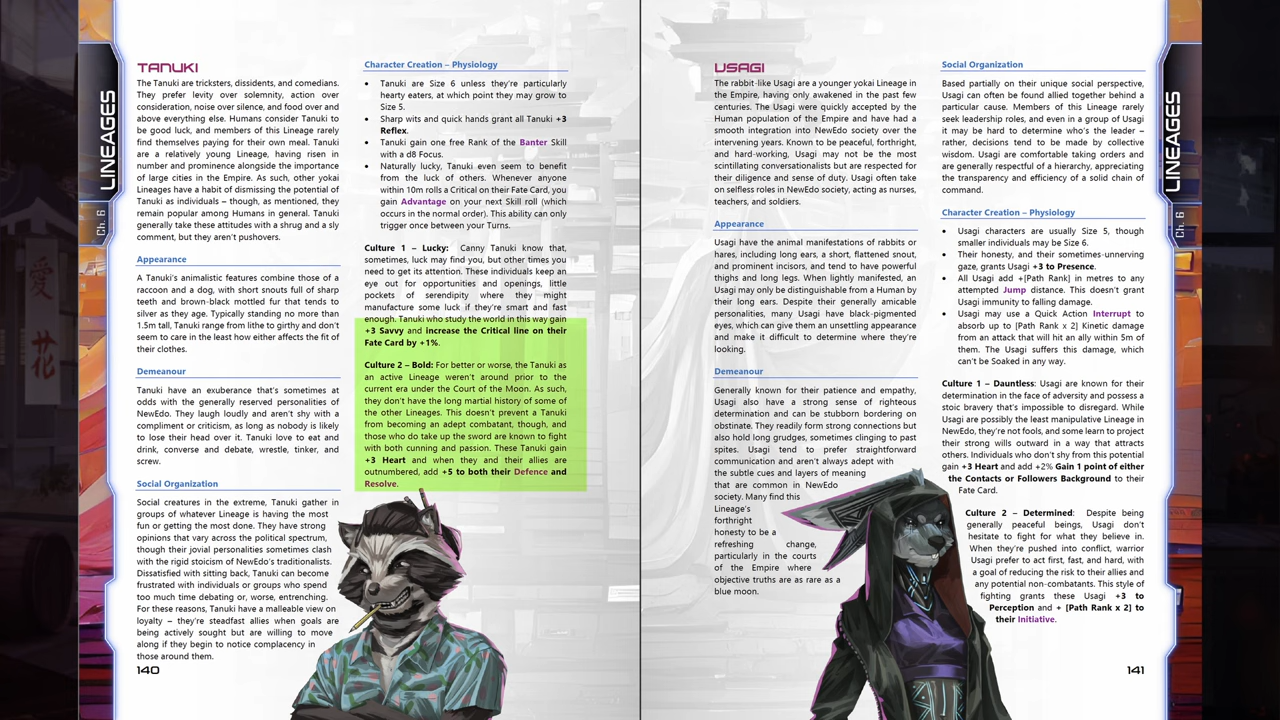 LINEAGES
Ch. 6
TANUKI
The Tanuki are tricksters, dissidents, and comedians.
They prefer levity over solemnity, action over
consideration, noise over silence, and food over and
above everything else. Humans consider Tanuki to
be good luck, and members of this Lineage rarely
find themselves paying for their own meal. Tanuki
are a relatively young Lineage, having risen in
number and prominence alongside the importance
of large cities in the Empire. As such, other yokai
Lineages have a habit of dismissing the potential of
Tanuki as individuals – though, as mentioned, they
remain popular among Humans in general. Tanuki
generally take these attitudes with a shrug and a sly
comment, but they aren't pushovers.
Appearance
A Tanuki's animalistic features combine those of a
raccoon and a dog, with short snouts full of sharp
teeth and brown-black mottled fur that tends to
silver as they age. Typically standing no more than
1.5m tall, Tanuki range from lithe to girthy and don't
seem to care in the least how either affects the fit of
their clothes.
Demeanour
Tanuki have an exuberance that's sometimes at
odds with the generally reserved personalities of
NewEdo. They laugh loudly and aren't shy with a
compliment or criticism, as long as nobody is likely
to lose their head over it. Tanuki love to eat and
drink, converse and debate, wrestle, tinker, and
screw.
Social Organization
Social creatures in the extreme, Tanuki gather in
groups of whatever Lineage is having the most
fun or getting the most done. They have strong
opinions that vary across the political spectrum,
though their jovial personalities sometimes clash
with the rigid stoicism of NewEdo's traditionalists.
Dissatisfied with sitting back, Tanuki can become
frustrated with individuals or groups who spend
too much time debating or, worse, entrenching.
For these reasons, Tanuki have a malleable view on
loyalty – they're steadfast allies when goals are
being actively sought but are willing to move
along if they begin to notice complacency in
those around them.
140
Character Creation – Physiology
• Tanuki are Size 6 unless they're particularly
hearty eaters, at which point they may grow to
Size 5.
• Sharp wits and quick hands grant all Tanuki +3
Reflex.
• Tanuki gain one free Rank of the Banter Skill
with a d8 Focus.
• Naturally lucky, Tanuki even seem to benefit
from the luck of others. Whenever anyone
within 10m rolls a Critical on their Fate Card, you
gain Advantage on your next Skill roll (which
occurs in the normal order). This ability can only
trigger once between your Turns.
Culture 1 – Lucky: Canny Tanuki know that,
sometimes, luck may find you, but other times you
need to get its attention. These individuals keep an
eye out for opportunities and openings, little
pockets of serendipity where they might
manufacture some luck if they're smart and fast
enough. Tanuki who study the world in this way gain
+3 Savvy and increase the Critical line on their
Fate Card by +1%.
Culture 2 – Bold: For better or worse, the Tanuki as
an active Lineage weren't around prior to the
current era under the Court of the Moon. As such,
they don't have the long martial history of some of
the other Lineages. This doesn't prevent a Tanuki
from becoming an adept combatant, though, and
those who do take up the sword are known to fight
with both cunning and passion. These Tanuki gain
+3 Heart and when they and their allies are
outnumbered, add +5 to both their Defence and
Resolve.
USAGI
The rabbit-like Usagi are a younger yokai Lineage in
the Empire, having only awakened in the past few
centuries. The Usagi were quickly accepted by the
Human population of the Empire and have had a
smooth integration into NewEdo society over the
intervening years. Known to be peaceful, forthright,
and hard-working, Usagi may not be the most
scintillating conversationalists but are respected for
their diligence and sense of duty. Usagi often take
on selfless roles in NewEdo society, acting as nurses,
teachers, and soldiers.
Appearance
Usagi have the animal manifestations of rabbits or
hares, including long ears, a short, flattened snout,
and prominent incisors, and tend to have powerful
thighs and long legs. When lightly manifested, an
Usagi may only be distinguishable from a Human by
their long ears. Despite their generally amicable
personalities, many Usagi have black-pigmented
eyes, which can give them an unsettling appearance
and make it difficult to determine where they're
looking.
Demeanour
Generally known for their patience and empathy,
Usagi also have a strong sense of righteous
determination and can be stubborn bordering on
obstinate. They readily form strong connections but
also hold long grudges, sometimes clinging to past
spites. Usagi tend to prefer straightforward
communication and aren't always adept with
the subtle cues and layers of meaning
that are common in NewEdo
society. Many find this
Lineage's
forthright
honesty to be a
refreshing change,
particularly in the courts
of the Empire where
objective truths are as rare as a
blue moon.
Social Organization
Based partially on their unique social perspective,
Usagi can often be found allied together behind a
particular cause. Members of this Lineage rarely
seek leadership roles, and even in a group of Usagi
it may be hard to determine who's the leader –
rather, decisions tend to be made by collective
wisdom. Usagi are comfortable taking orders and
are generally respectful of a hierarchy, appreciating
the transparency and efficiency of a solid chain of
command.
Character Creation – Physiology
• Usagi characters are usually Size 5, though
smaller individuals may be Size 6.
• Their honesty, and their sometimes-unnerving
gaze, grants Usagi +3 to Presence.
• All Usagi add +[Path Rank] in metres to any
attempted Jump distance. This doesn't grant
Usagi immunity to falling damage.
• Usagi may use a Quick Action Interrupt to
absorb up to [Path Rank x 2] Kinetic damage
from an attack that will hit an ally within 5m of
them. The Usagi suffers this damage, which
can't be Soaked in any way.
Culture 1 – Dauntless: Usagi are known for their
determination in the face of adversity and possess a
stoic bravery that's impossible to disregard. While
Usagi are possibly the least manipulative Lineage in
NewEdo, they're not fools, and some learn to project
their strong wills outward in a way that attracts
others. Individuals who don't shy from this potential
gain +3 Heart and add +2% Gain 1 point of either
the Contacts or Followers Background to their
Fate Card.
Culture 2 – Determined: Despite being
generally peaceful beings, Usagi don't
hesitate to fight for what they believe in.
When they're pushed into conflict, warrior
Usagi prefer to act first, fast, and hard, with
a goal of reducing the risk to their allies and
any potential non-combatants. This style of
fighting grants these Usagi +3 to
Perception and + [Path Rank x 2] to
their Initiative.
141
LINEAGES
Ch. 6
愛
花